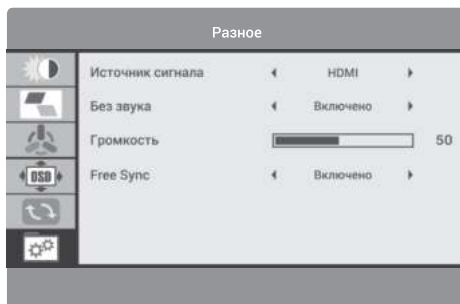 Разное
Источник сигнала HDMI
Без звука Включено
Громкость 50
OSD
Free Sync Включено